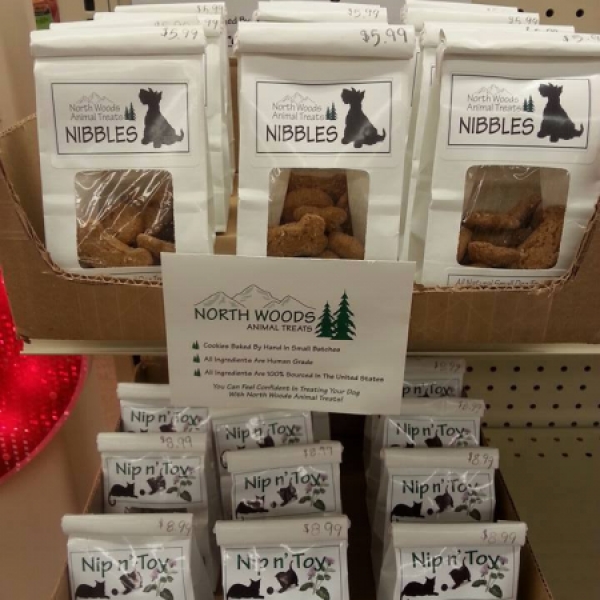 $5.99
$5.99
$5.99
$5.99
$5.99
North Woods
Animal Treats
NIBBLES
North Woods
Animal Treats
NIBBLES
North Woods
Animal Treats
NIBBLES
NORTH WOODS
ANIMAL TREATS
Cookies Baked By Hand In Small Batches
All Ingredients Are Human Grade
All Ingredients Are 100% Sourced In The United States
You Can Feel Confident In Treating Your Dog
With North Woods Animal Treats!
Nip n' Toy
Nip n' Toy
Nip n' Toy
$8.99
$8.99
$8.99
Nip n' Toy
Nip n' Toy
Nip n' Toy
$8.99
$8.99
$8.99
Nip n' Toy
Nip n' Toy
Nip n' Toy